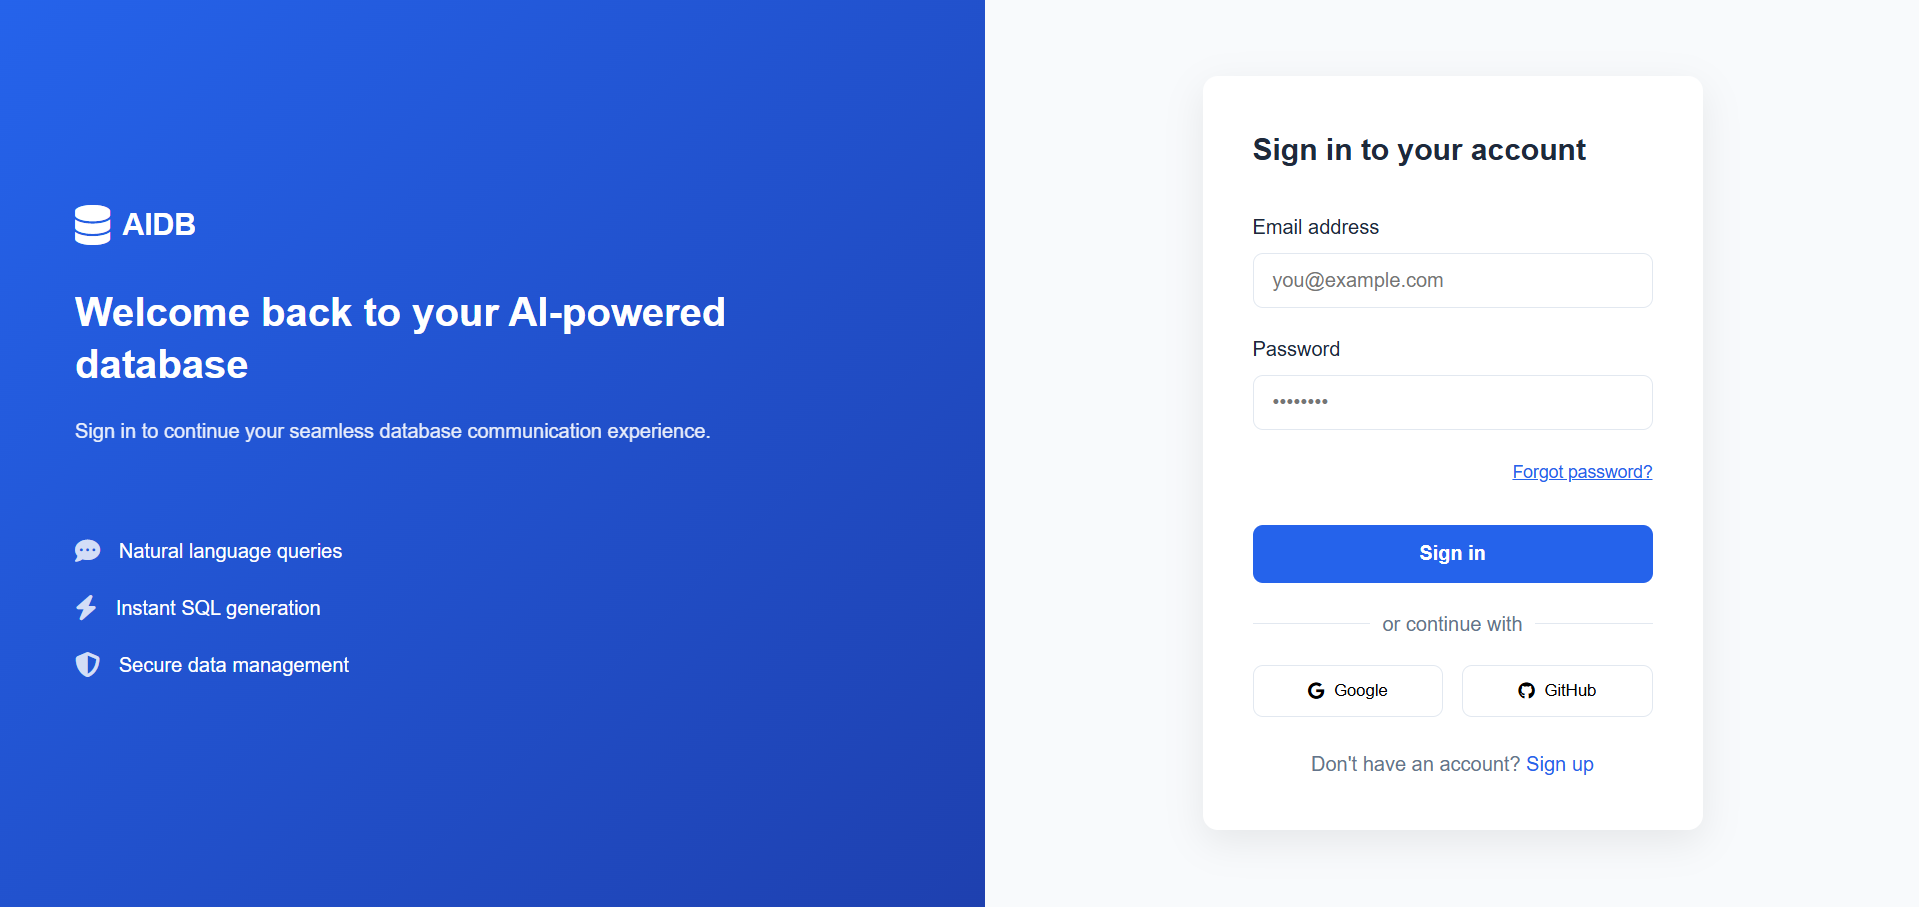 AIDB
Welcome back to your AI-powered
database
Sign in to continue your seamless database communication experience.
Natural language queries
Instant SQL generation
Secure data management
Sign in to your account
Email address
you@example.com
Password
••••••••
Forgot password?
Sign in
or continue with
Google
GitHub
Don't have an account? Sign up